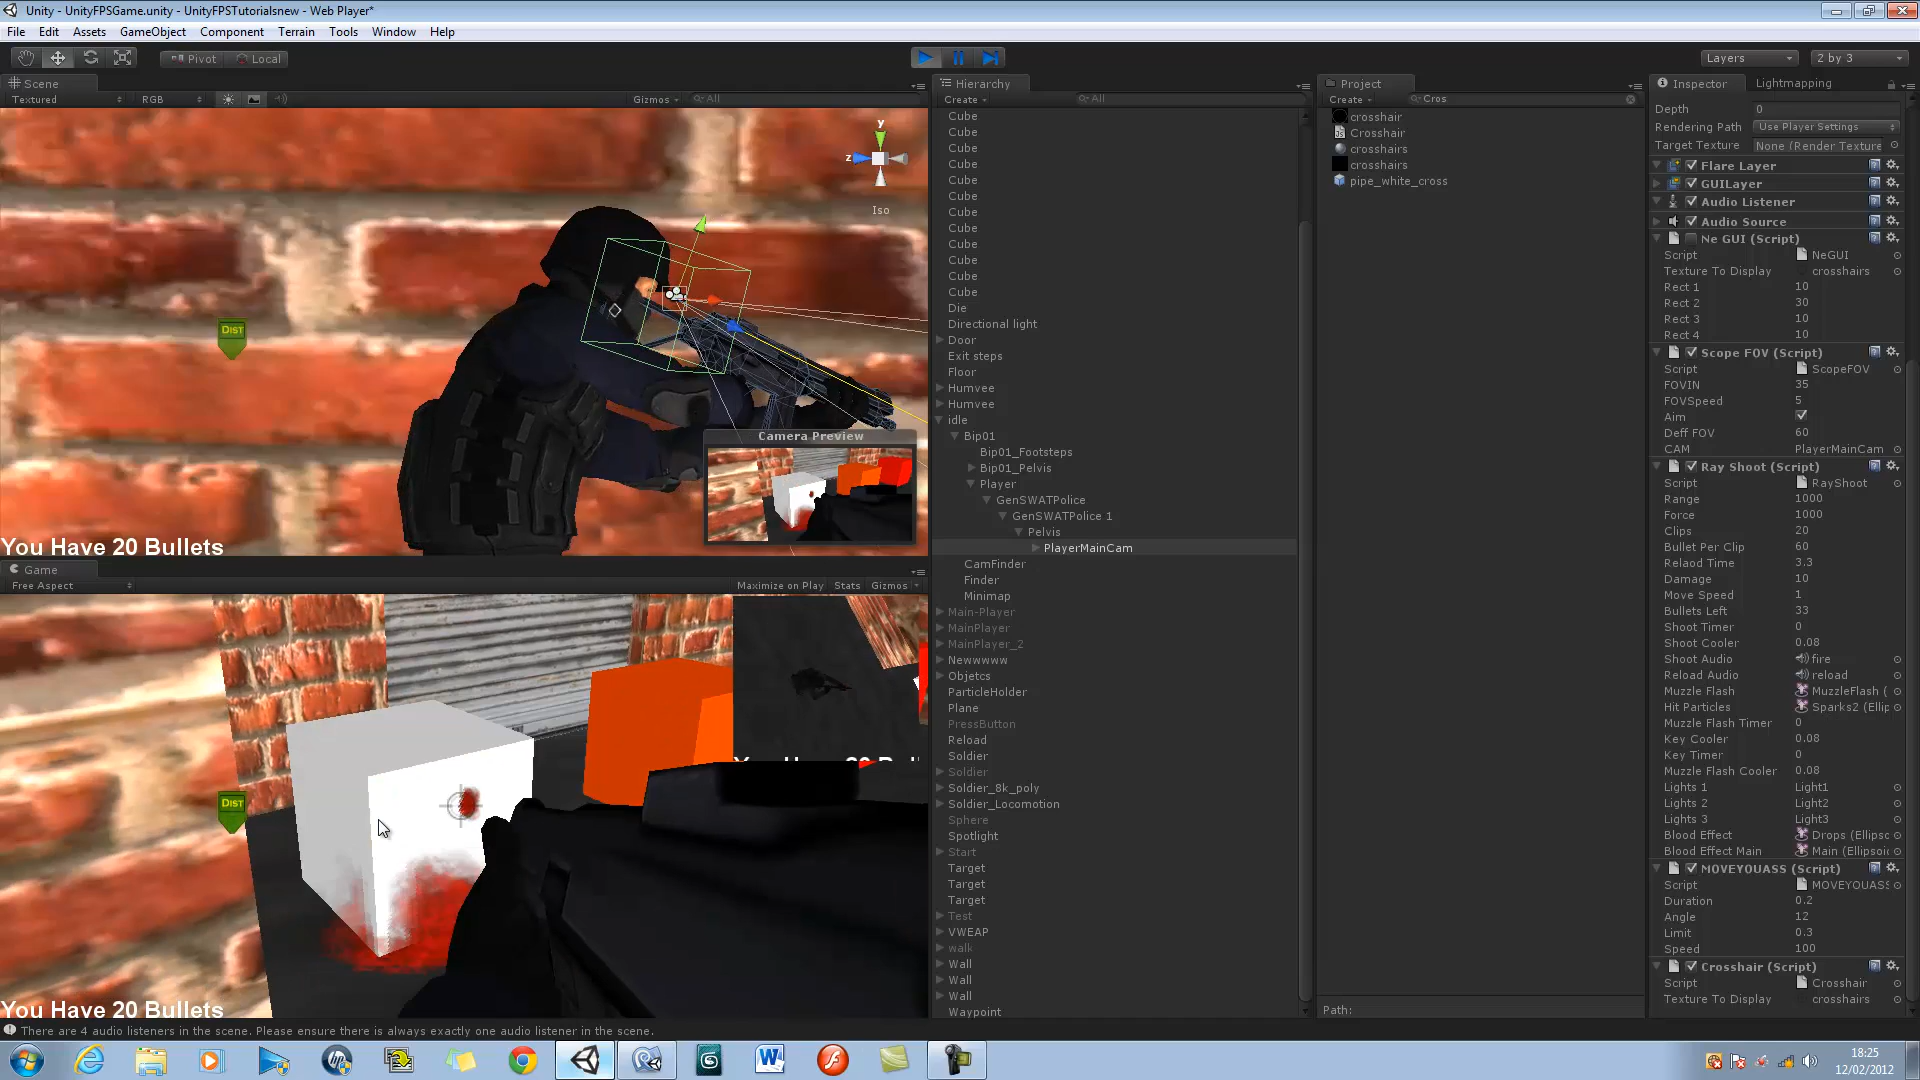 Unity - UnityFPSGame.unity - UnityFPSTutorialsnew - Web Player*
File Edit Assets GameObject Component Terrain Tools Window Help
Pivot Local
Layers
2 by 3
Scene
Textured RGB Gizmos All
y
z
Iso
DIST
Camera Preview
You Have 20 Bullets
Game
Free Aspect Maximize on Play Stats Gizmos
DIST
You Have 20 Bullets
There are 4 audio listeners in the scene. Please ensure there is always exactly one audio listener in the scene.
Hierarchy
Create All
Cube
Cube
Cube
Cube
Cube
Cube
Cube
Cube
Cube
Cube
Cube
Cube
Die
Directional light
Door
Exit steps
Floor
Humvee
Humvee
idle
Bip01
Bip01_Footsteps
Bip01_Pelvis
Player
GenSWATPolice
GenSWATPolice 1
Pelvis
PlayerMainCam
CamFinder
Finder
Minimap
Main-Player
MainPlayer
MainPlayer_2
Newwwww
Objetcs
ParticleHolder
Plane
PressButton
Reload
Soldier
Soldier
Soldier_8k_poly
Soldier_Locomotion
Sphere
Spotlight
Start
Target
Target
Target
Test
VWEAP
walk
Wall
Wall
Wall
Waypoint
Project
Create Cros
crosshair
Crosshair
crosshairs
crosshairs
pipe_white_cross
Path:
Inspector Lightmapping
Depth 0
Rendering Path Use Player Settings
Target Texture None (Render Texture
Flare Layer
GUILayer
Audio Listener
Audio Source
Ne GUI (Script)
Script NeGUI
Texture To Display crosshairs
Rect 1 10
Rect 2 30
Rect 3 10
Rect 4 10
Scope FOV (Script)
Script ScopeFOV
FOVIN 35
FOVSpeed 5
Aim
Deff FOV 60
CAM PlayerMainCam
Ray Shoot (Script)
Script RayShoot
Range 1000
Force 1000
Clips 20
Bullet Per Clip 60
Relaod Time 3.3
Damage 10
Move Speed 1
Bullets Left 33
Shoot Timer 0
Shoot Cooler 0.08
Shoot Audio fire
Reload Audio reload
Muzzle Flash MuzzleFlash (
Hit Particles Sparks2 (Ellip
Muzzle Flash Timer 0
Key Cooler 0.08
Key Timer 0
Muzzle Flash Cooler 0.08
Lights 1 Light1
Lights 2 Light2
Lights 3 Light3
Blood Effect Drops (Ellipso
Blood Effect Main Main (Ellipsoi
MOVEYOUASS (Script)
Script MOVEYOUASS
Duration 0.2
Angle 12
Limit 0.3
Speed 100
Crosshair (Script)
Script Crosshair
Texture To Display crosshairs
18:25
12/02/2012